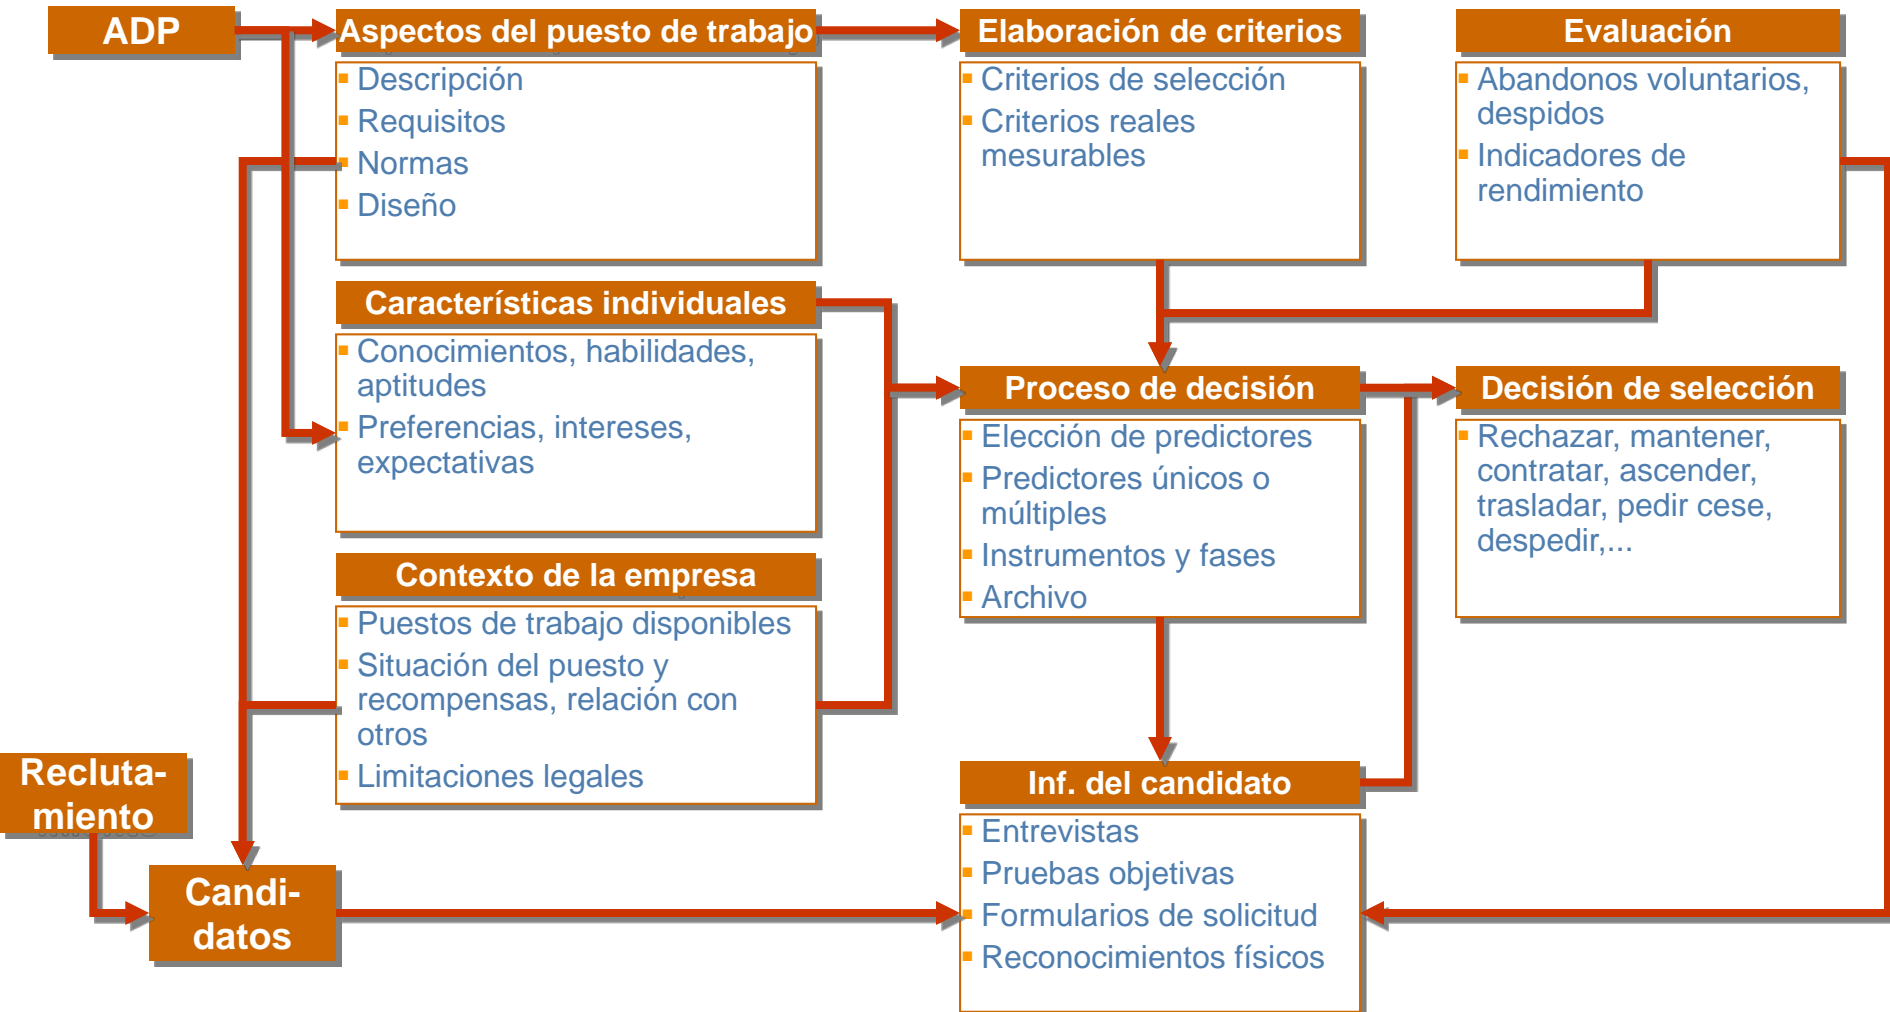 ADP
Aspectos del puesto de trabajo
Descripción
Requisitos
Normas
Diseño
Elaboración de criterios
Criterios de selección
Criterios reales
mesurables
Evaluación
Abandonos voluntarios,
despidos
Indicadores de
rendimiento
Características individuales
Conocimientos, habilidades,
aptitudes
Preferencias, intereses,
expectativas
Proceso de decisión
Elección de predictores
Predictores únicos o
múltiples
Instrumentos y fases
Archivo
Decisión de selección
Rechazar, mantener,
contratar, ascender,
trasladar, pedir cese,
despedir,...
Contexto de la empresa
Puestos de trabajo disponibles
Situación del puesto y
recompensas, relación con
otros
Limitaciones legales
Recluta-
miento
Candi-
datos
Inf. del candidato
Entrevistas
Pruebas objetivas
Formularios de solicitud
Reconocimientos físicos